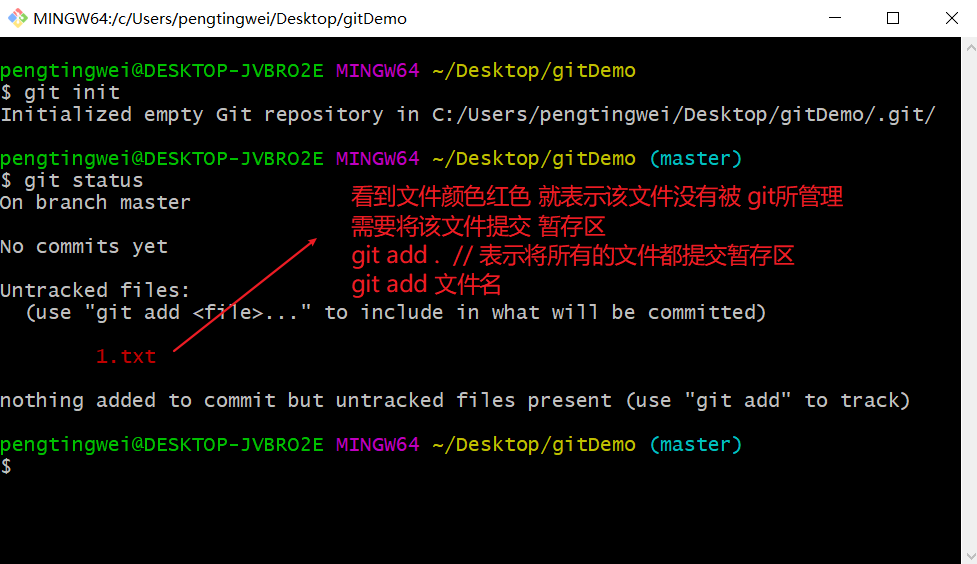 MINGW64:/c/Users/pengtingwei/Desktop/gitDemo
pengtingwei@DESKTOP-JVBRO2E MINGW64 ~/Desktop/gitDemo
$ git init
Initialized empty Git repository in C:/Users/pengtingwei/Desktop/gitDemo/.git/
pengtingwei@DESKTOP-JVBRO2E MINGW64 ~/Desktop/gitDemo (master)
$ git status
On branch master
看到文件颜色红色 就表示该文件没有被 git所管理
需要将该文件提交 暂存区
git add . // 表示将所有的文件都提交暂存区
git add 文件名
No commits yet
Untracked files:
(use "git add <file>..." to include in what will be committed)
1.txt
nothing added to commit but untracked files present (use "git add" to track)
pengtingwei@DESKTOP-JVBRO2E MINGW64 ~/Desktop/gitDemo (master)
$